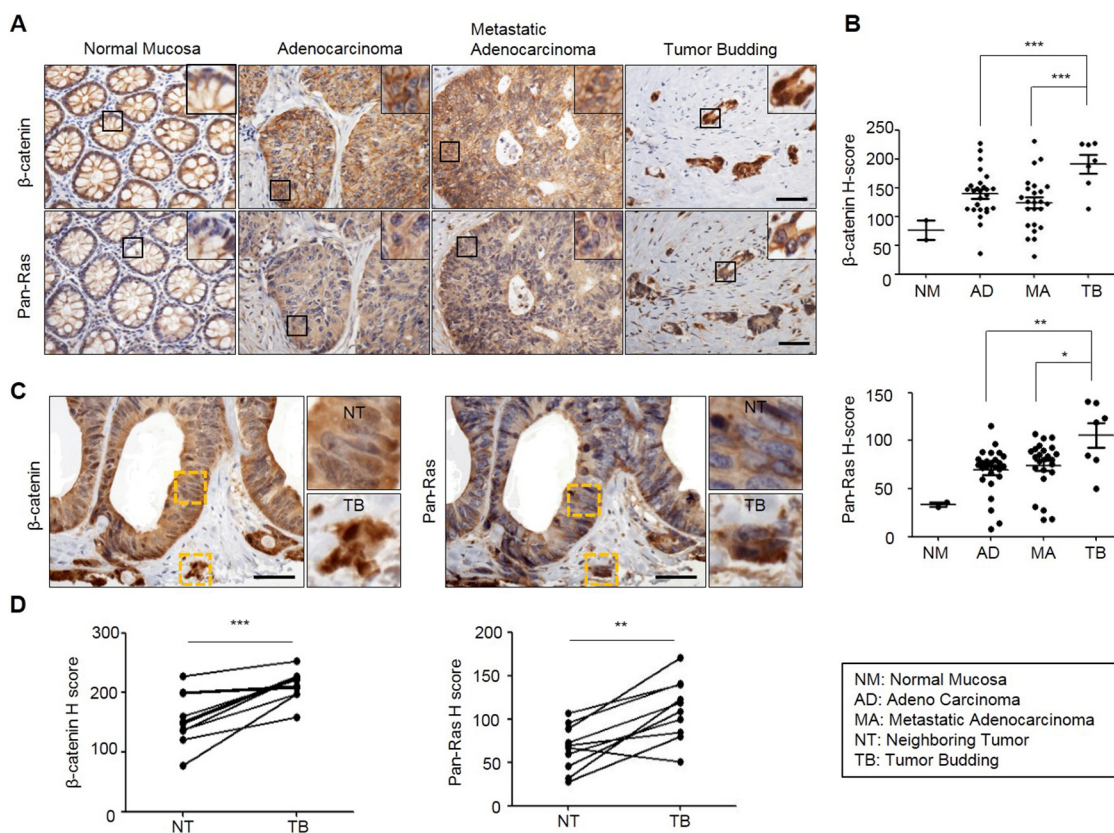 A
Normal Mucosa
Adenocarcinoma
Metastatic
Adenocarcinoma
Tumor Budding
β-catenin
Pan-Ras
B
***
***
β-catenin H-score
250
200
150
100
50
0
NM
AD
MA
TB
**
*
Pan-Ras H-score
150
100
50
0
NM
AD
MA
TB
C
β-catenin
NT
TB
Pan-Ras
NT
TB
D
***
β-catenin H score
300
200
100
0
NT
TB
**
Pan-Ras H score
200
150
100
50
0
NT
TB
NM: Normal Mucosa
AD: Adeno Carcinoma
MA: Metastatic Adenocarcinoma
NT: Neighboring Tumor
TB: Tumor Budding